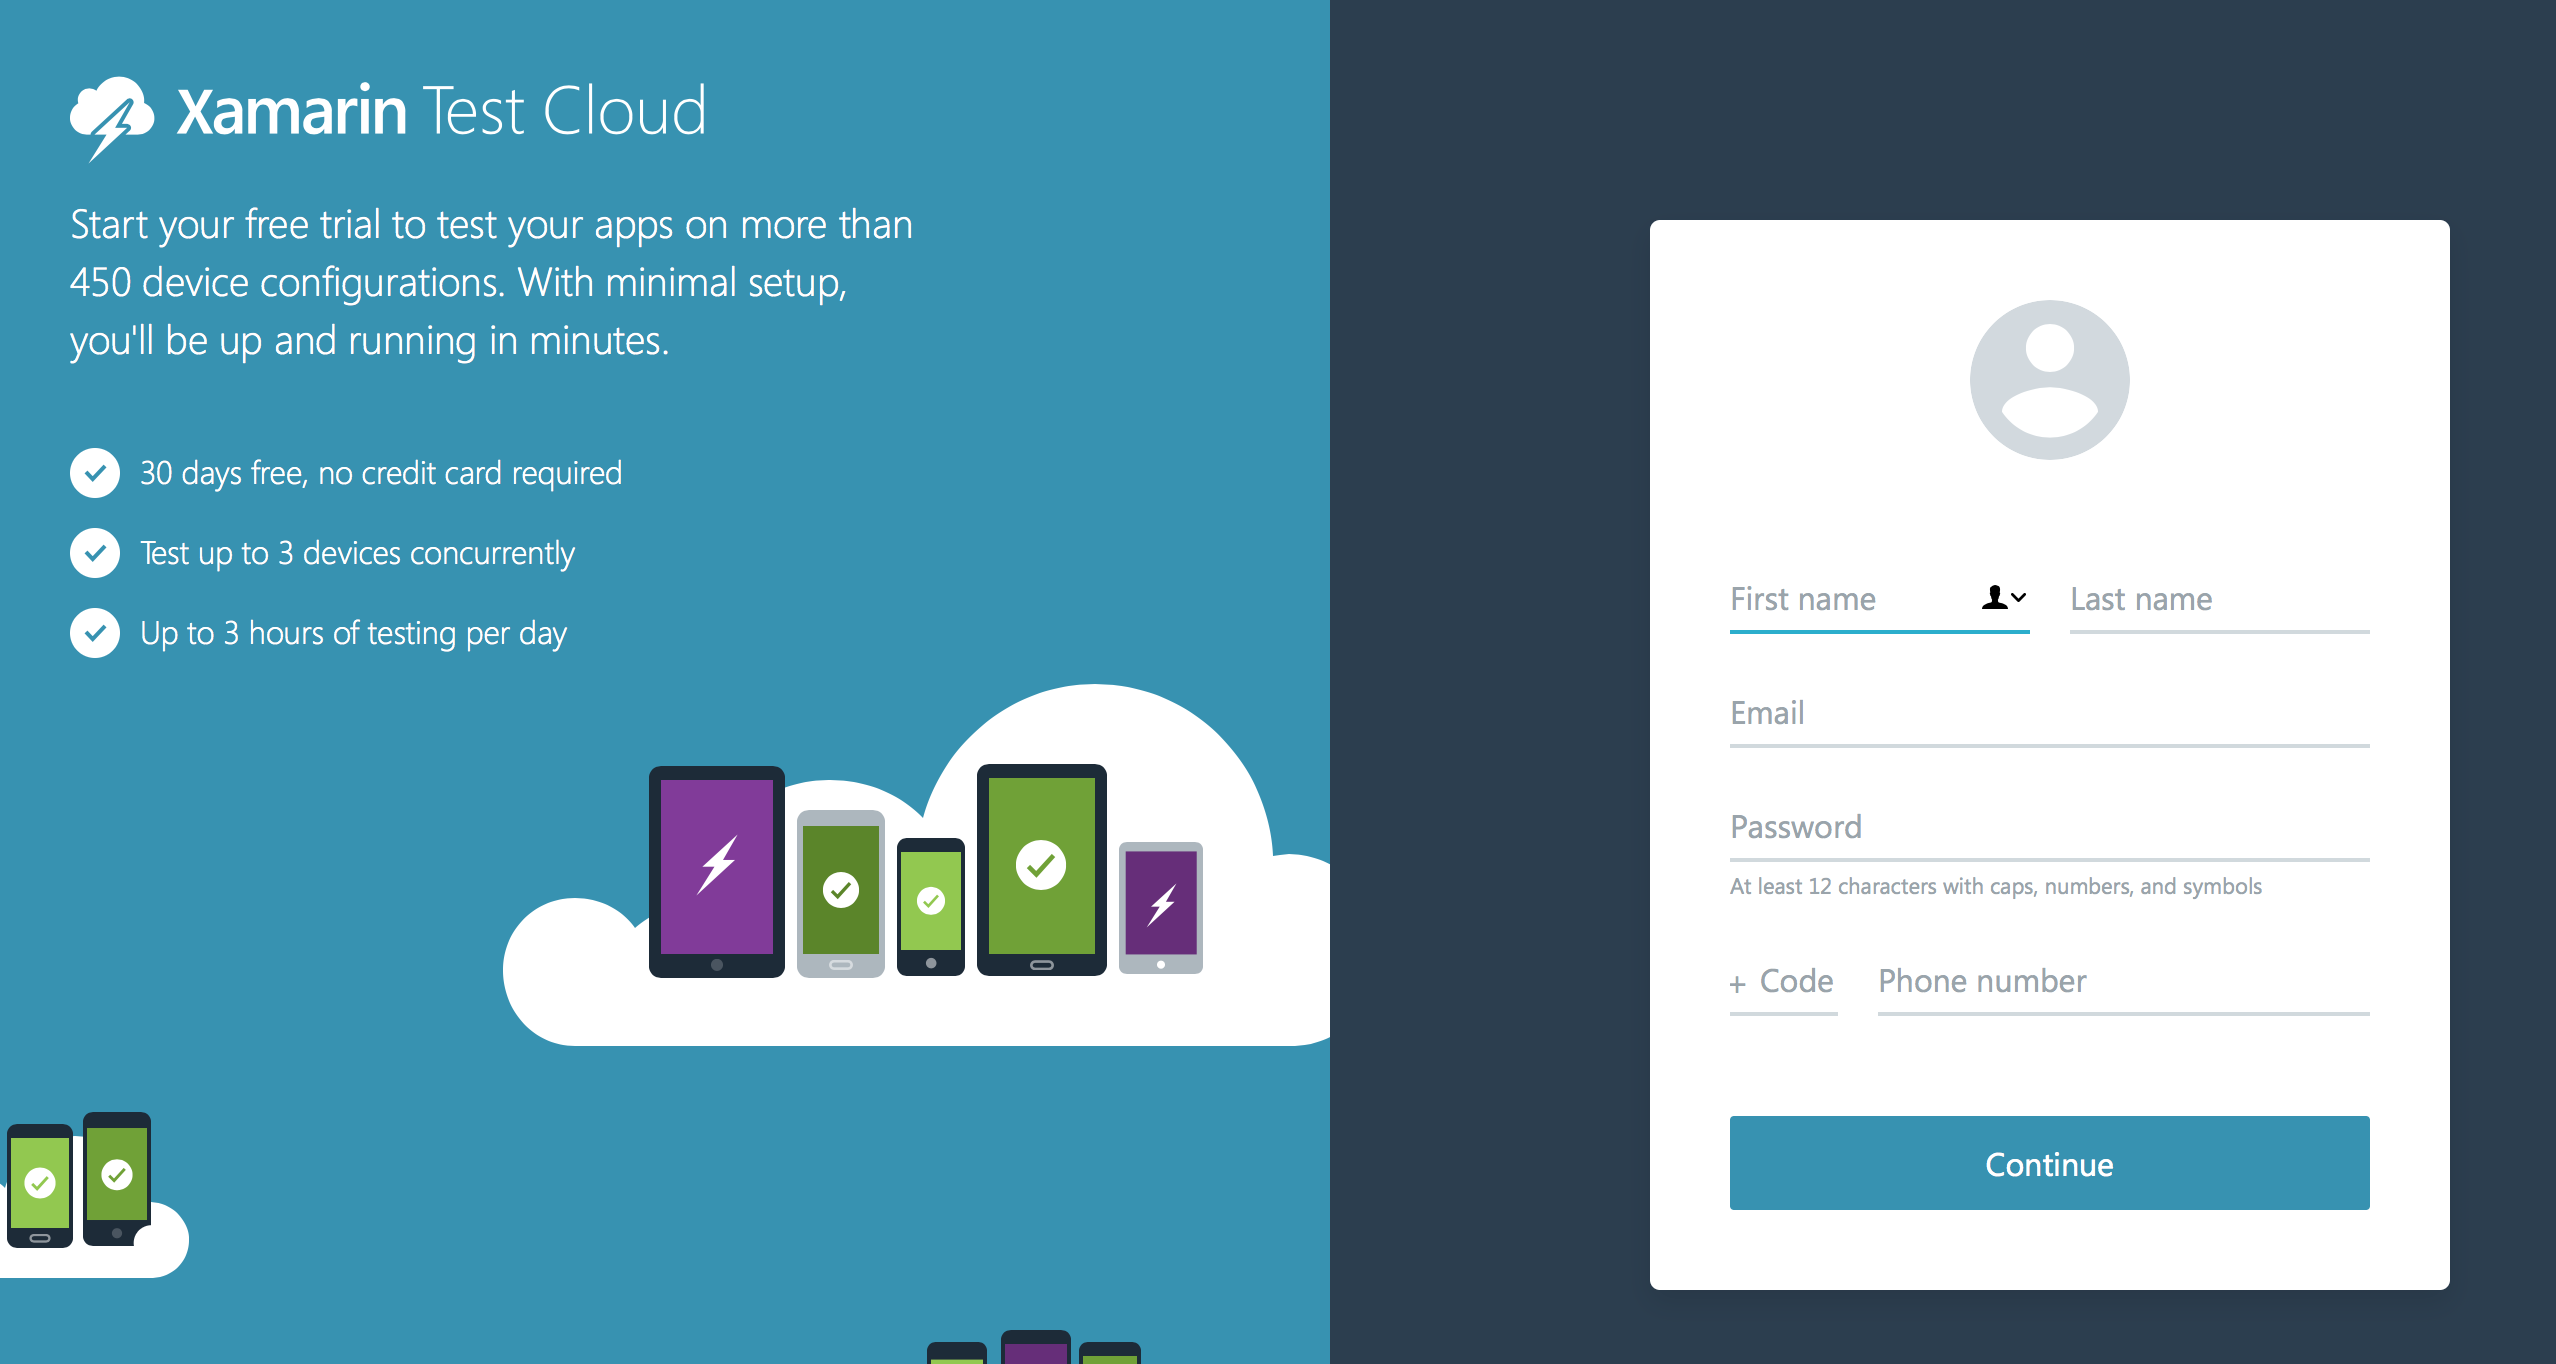 Xamarin Test Cloud
Start your free trial to test your apps on more than
450 device configurations. With minimal setup,
you'll be up and running in minutes.
30 days free, no credit card required
Test up to 3 devices concurrently
Up to 3 hours of testing per day
First name
Last name
Email
Password
At least 12 characters with caps, numbers, and symbols
+ Code
Phone number
Continue